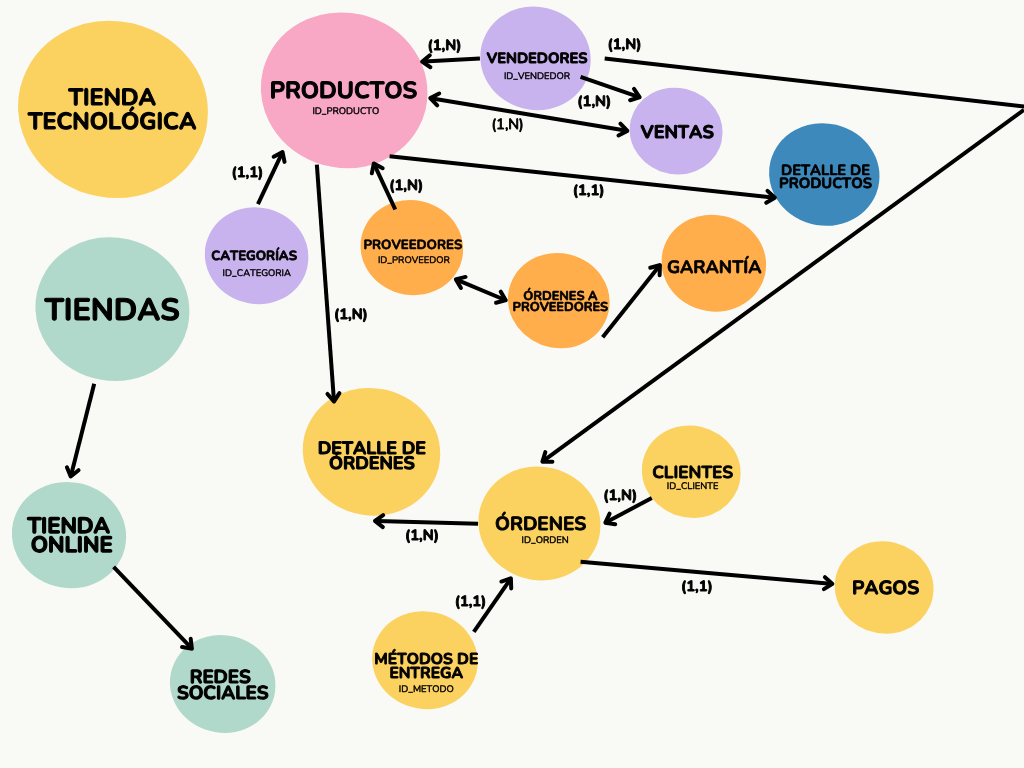 TIENDA
TECNOLÓGICA
PRODUCTOS
ID_PRODUCTO
(1,N)
VENDEDORES
ID_VENDEDOR
(1,N)
(1,N)
(1,N)
VENTAS
DETALLE DE
PRODUCTOS
(1,1)
(1,1)
(1,N)
CATEGORÍAS
ID_CATEGORIA
PROVEEDORES
ID_PROVEEDOR
GARANTÍA
ÓRDENES A
PROVEEDORES
TIENDAS
(1,N)
DETALLE DE
ÓRDENES
CLIENTES
ID_CLIENTE
(1,N)
ÓRDENES
ID_ORDEN
(1,N)
TIENDA
ONLINE
(1,1)
PAGOS
(1,1)
MÉTODOS DE
ENTREGA
ID_METODO
REDES
SOCIALES